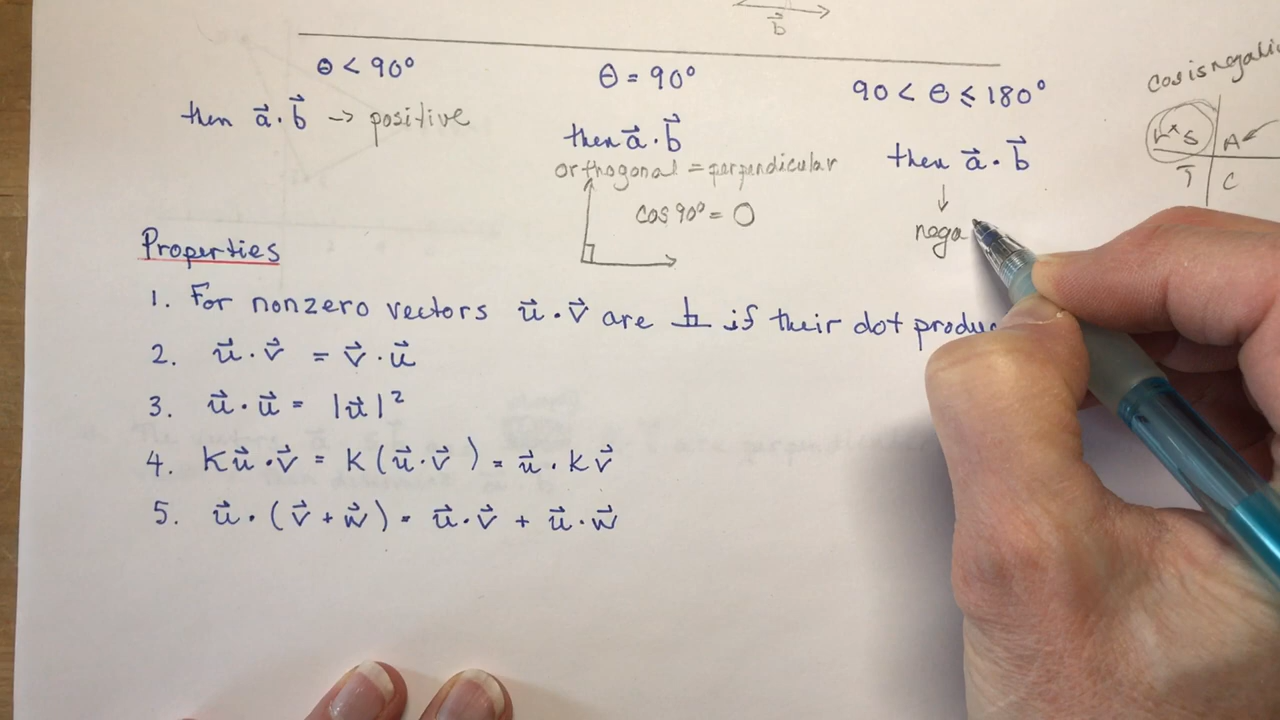 b⃗
θ < 90°
θ = 90°
90 < θ ≤ 180°
cos is negati
then a⃗ · b⃗ → positive
then a⃗ · b⃗
then a⃗ · b⃗
S A
T C
orthogonal = perpendicular
cos 90° = 0
↓
nega
Properties
1. For nonzero vectors u⃗ · v⃗ are ⊥ if their dot produc
2. u⃗ · v⃗ = v⃗ · u⃗
3. u⃗ · u⃗ = |u⃗|²
4. Ku⃗ · v⃗ = K(u⃗ · v⃗) = u⃗ · Kv⃗
5. u⃗ · (v⃗ + w⃗) = u⃗ · v⃗ + u⃗ · w⃗